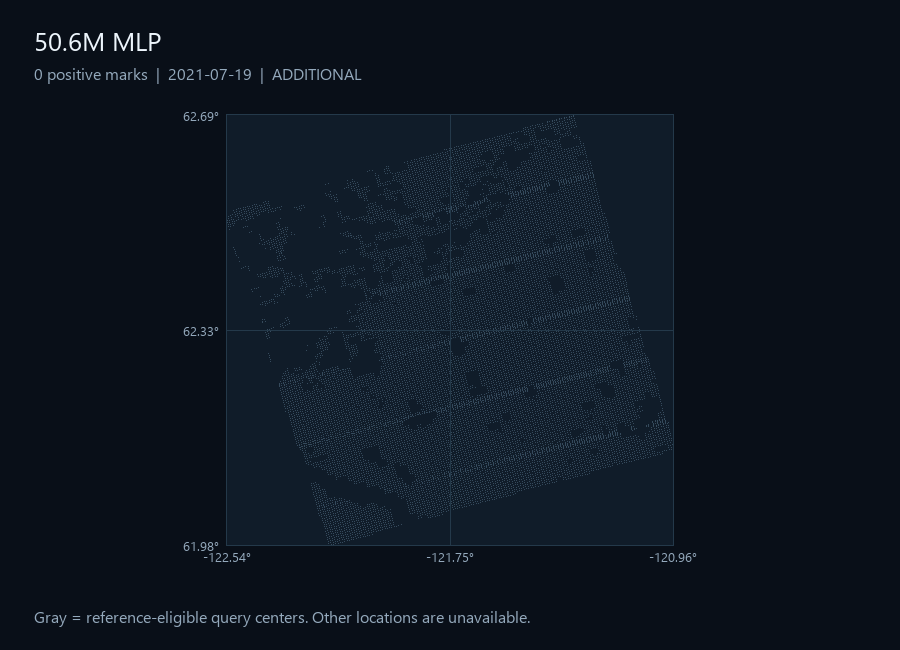 50.6M MLP
0 positive marks | 2021-07-19 | ADDITIONAL
62.69°
62.33°
61.98°
-122.54° -121.75° -120.96°
Gray = reference-eligible query centers. Other locations are unavailable.